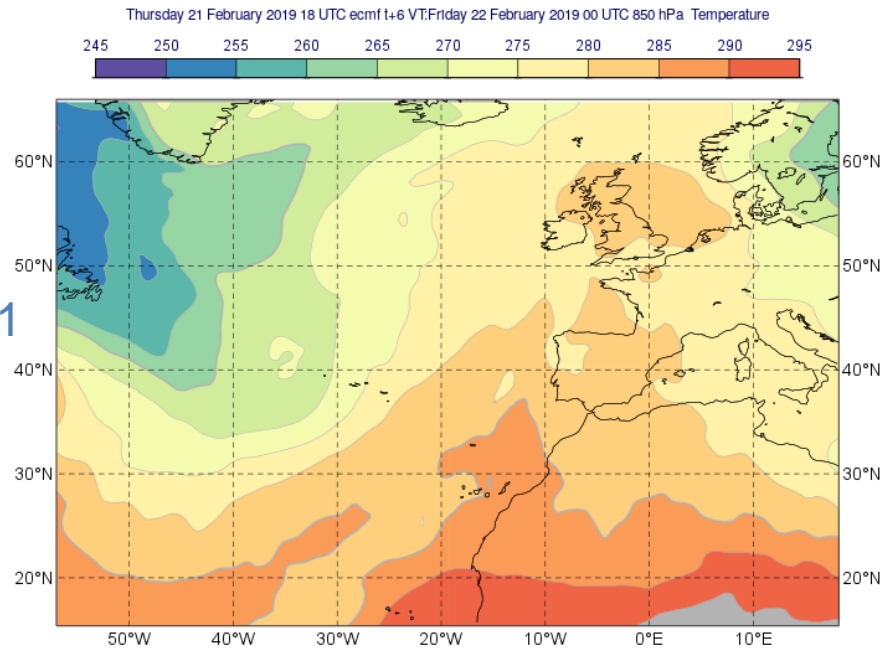 Thursday 21 February 2019 18 UTC ecmf t+6 VT:Friday 22 February 2019 00 UTC 850 hPa Temperature
245 250 255 260 265 270 275 280 285 290 295
60°N 60°N
50°N 50°N
1
40°N 40°N
30°N 30°N
20°N 20°N
50°W 40°W 30°W 20°W 10°W 0°E 10°E